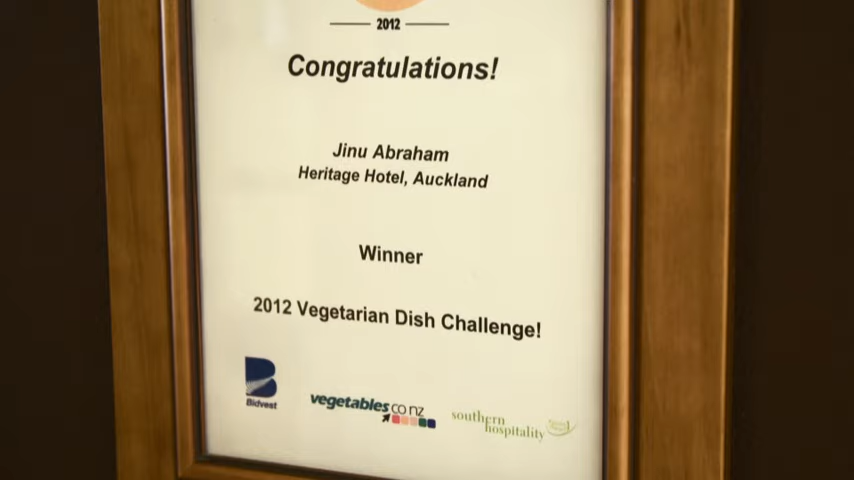 2012
Congratulations!
Jinu Abraham
Heritage Hotel, Auckland
Winner
2012 Vegetarian Dish Challenge!
Bidvest
vegetables.co.nz
southern
hospitality